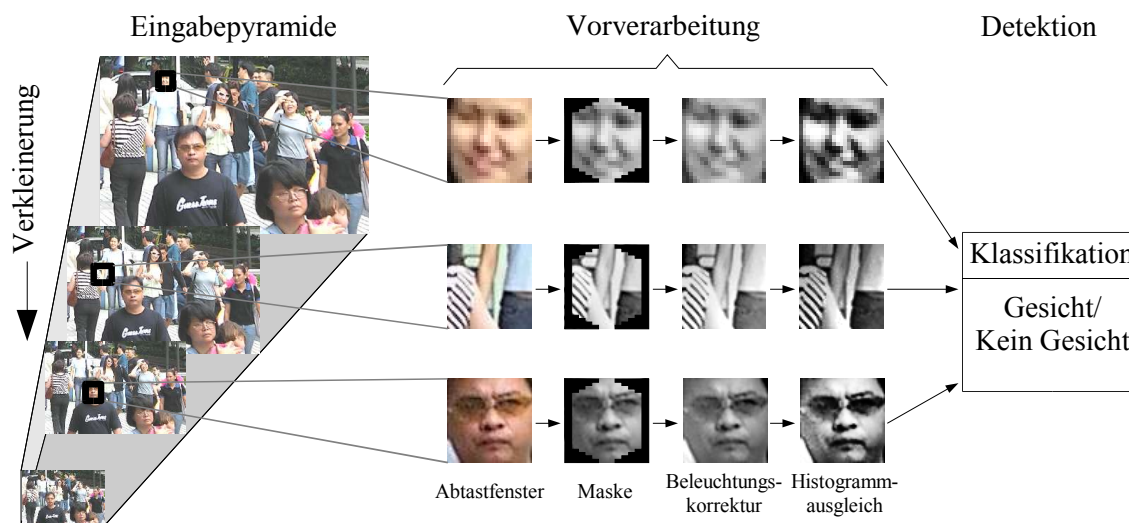 Eingabepyramide
Vorverarbeitung
Detektion
Verkleinerung
Klassifikation
Gesicht/
Kein Gesicht
Abtastfenster
Maske
Beleuchtungs-
korrektur
Histogramm-
ausgleich